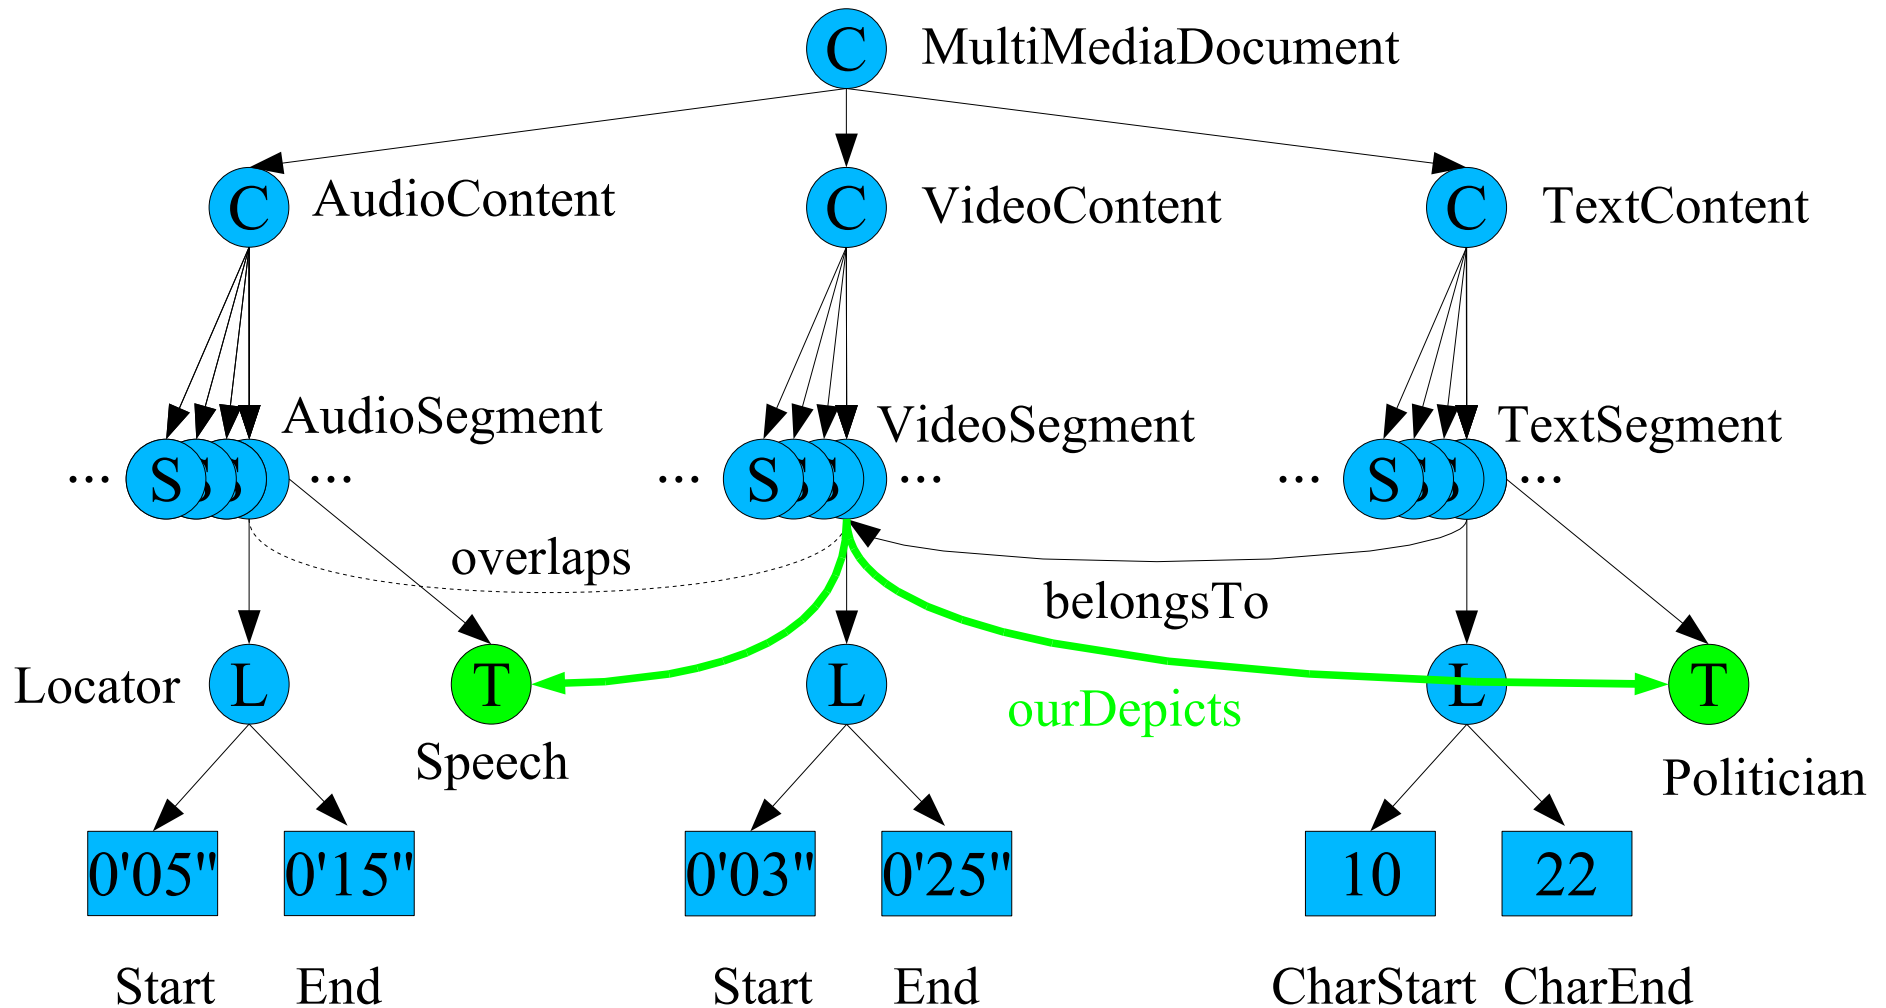 C MultiMediaDocument
C AudioContent C VideoContent C TextContent
AudioSegment VideoSegment TextSegment
... S S S ... ... S S S ... ... S S S ...
overlaps
belongsTo
Locator L T L L T
ourDepicts
Speech Politician
0'05" 0'15" 0'03" 0'25" 10 22
Start End Start End CharStart CharEnd